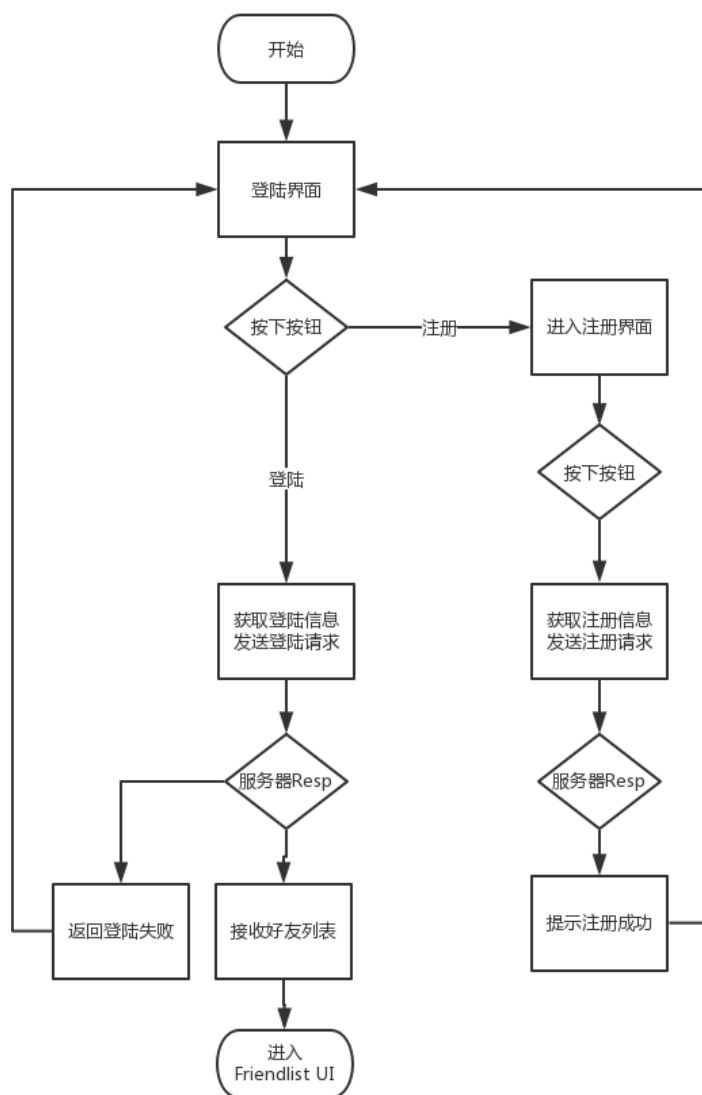 开始
登陆界面
按下按钮
注册
进入注册界面
按下按钮
登陆
获取登陆信息
发送登陆请求
获取注册信息
发送注册请求
服务器Resp
服务器Resp
返回登陆失败
接收好友列表
提示注册成功
进入
Friendlist UI